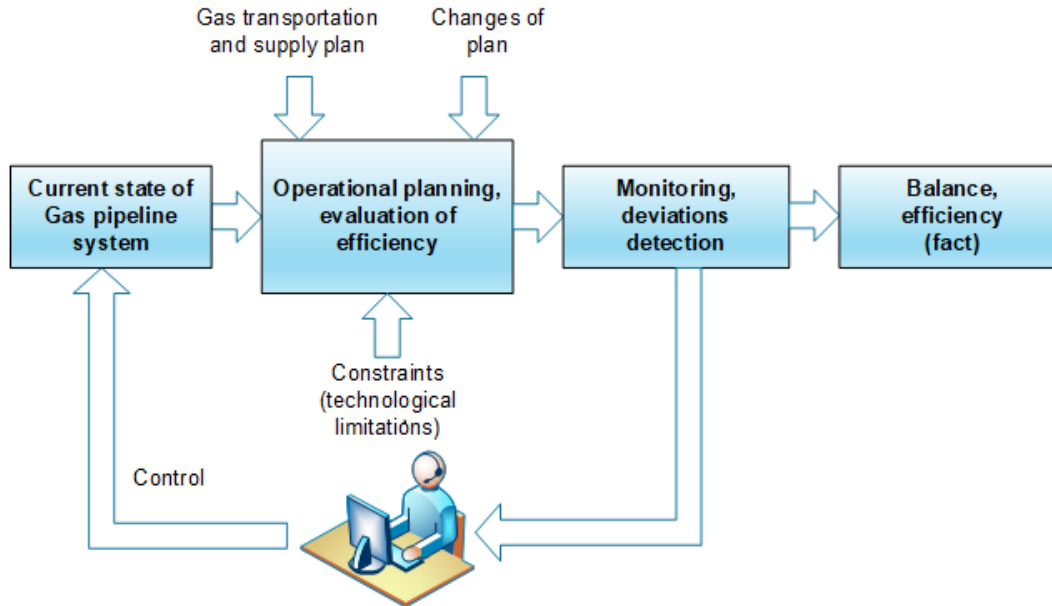 Gas transportation
and supply plan
Changes of
plan
Current state of
Gas pipeline
system
Operational planning,
evaluation of
efficiency
Monitoring,
deviations
detection
Balance,
efficiency
(fact)
Constraints
(technological
limitations)
Control